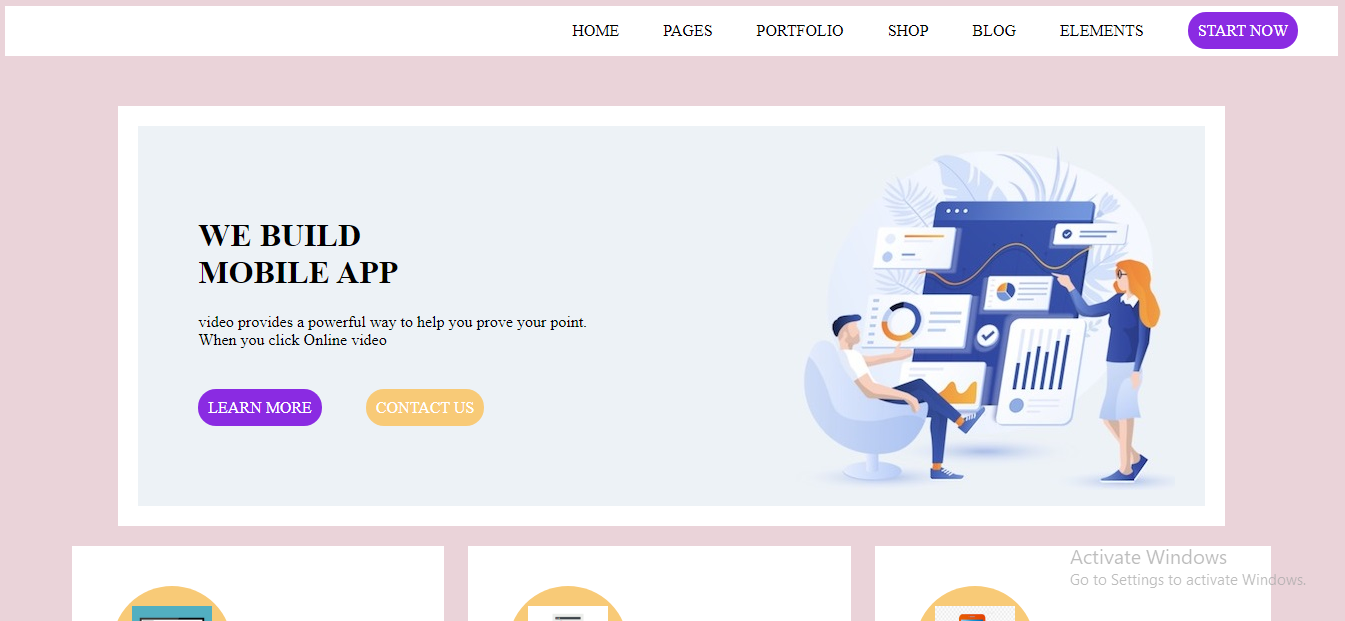 HOME PAGES PORTFOLIO SHOP BLOG ELEMENTS START NOW
WE BUILD
MOBILE APP
video provides a powerful way to help you prove your point.
When you click Online video
LEARN MORE CONTACT US
Activate Windows
Go to Settings to activate Windows.